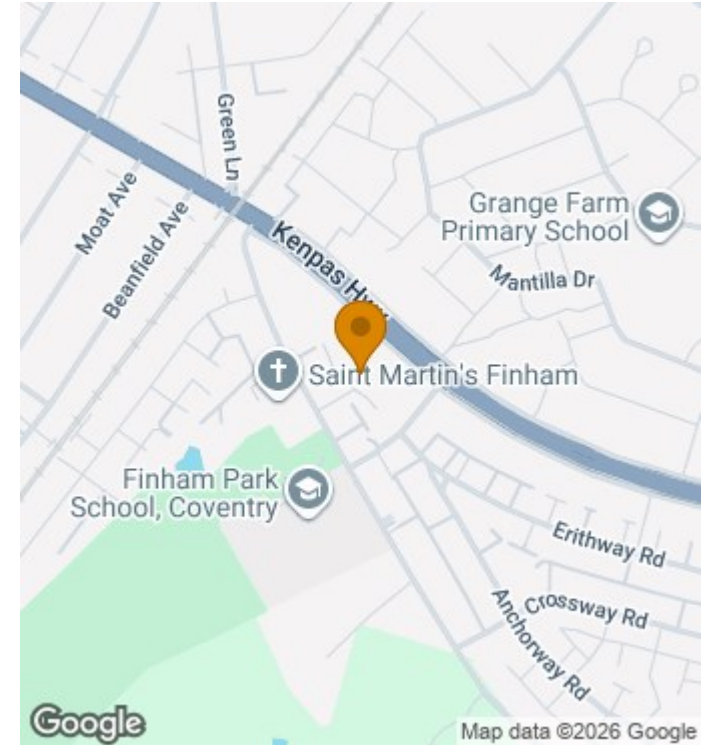 Green Ln
Moat Ave
Beanfield Ave
Kenpas Hwy
Grange Farm
Primary School
Mantilla Dr
Saint Martin's Finham
Finham Park
School, Coventry
Erithway Rd
Crossway Rd
Anchorway Rd
Google
Map data ©2026 Google